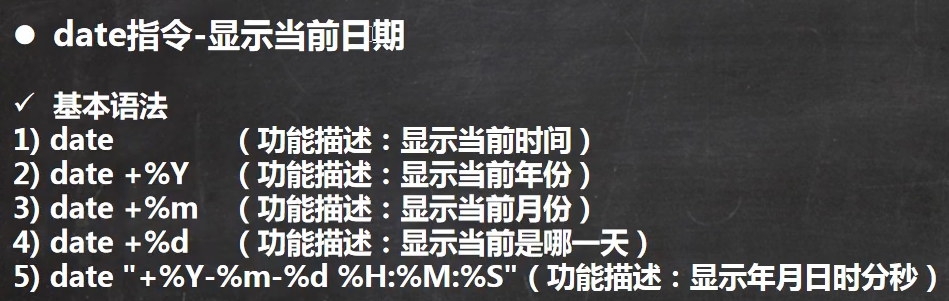 ● date指令-显示当前日期
✓ 基本语法
1) date （功能描述：显示当前时间）
2) date +%Y （功能描述：显示当前年份）
3) date +%m （功能描述：显示当前月份）
4) date +%d （功能描述：显示当前是哪一天）
5) date "+%Y-%m-%d %H:%M:%S"（功能描述：显示年月日时分秒）